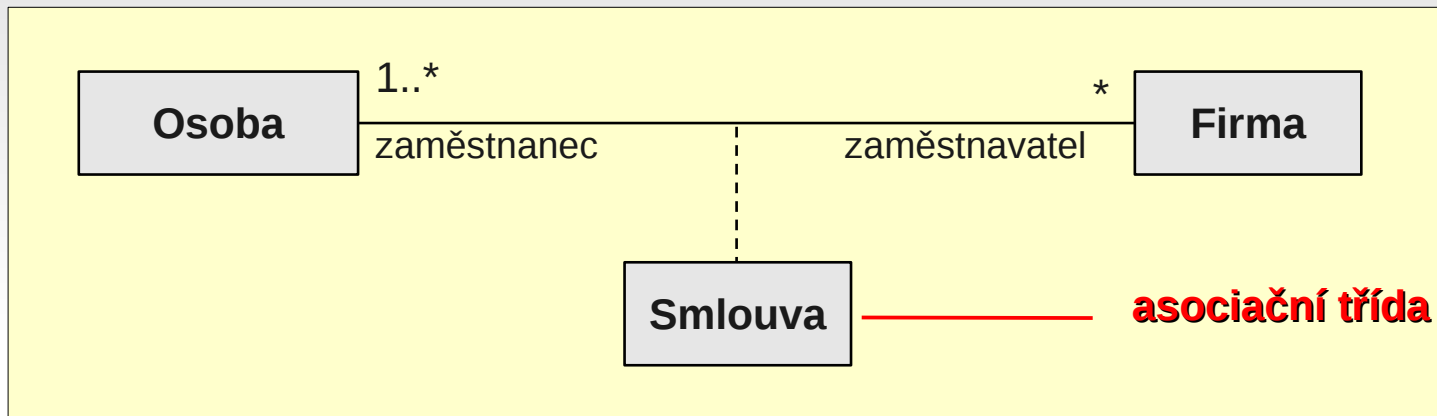 1..*
*
Osoba
Firma
zaměstnanec
zaměstnavatel
Smlouva
asociační třída